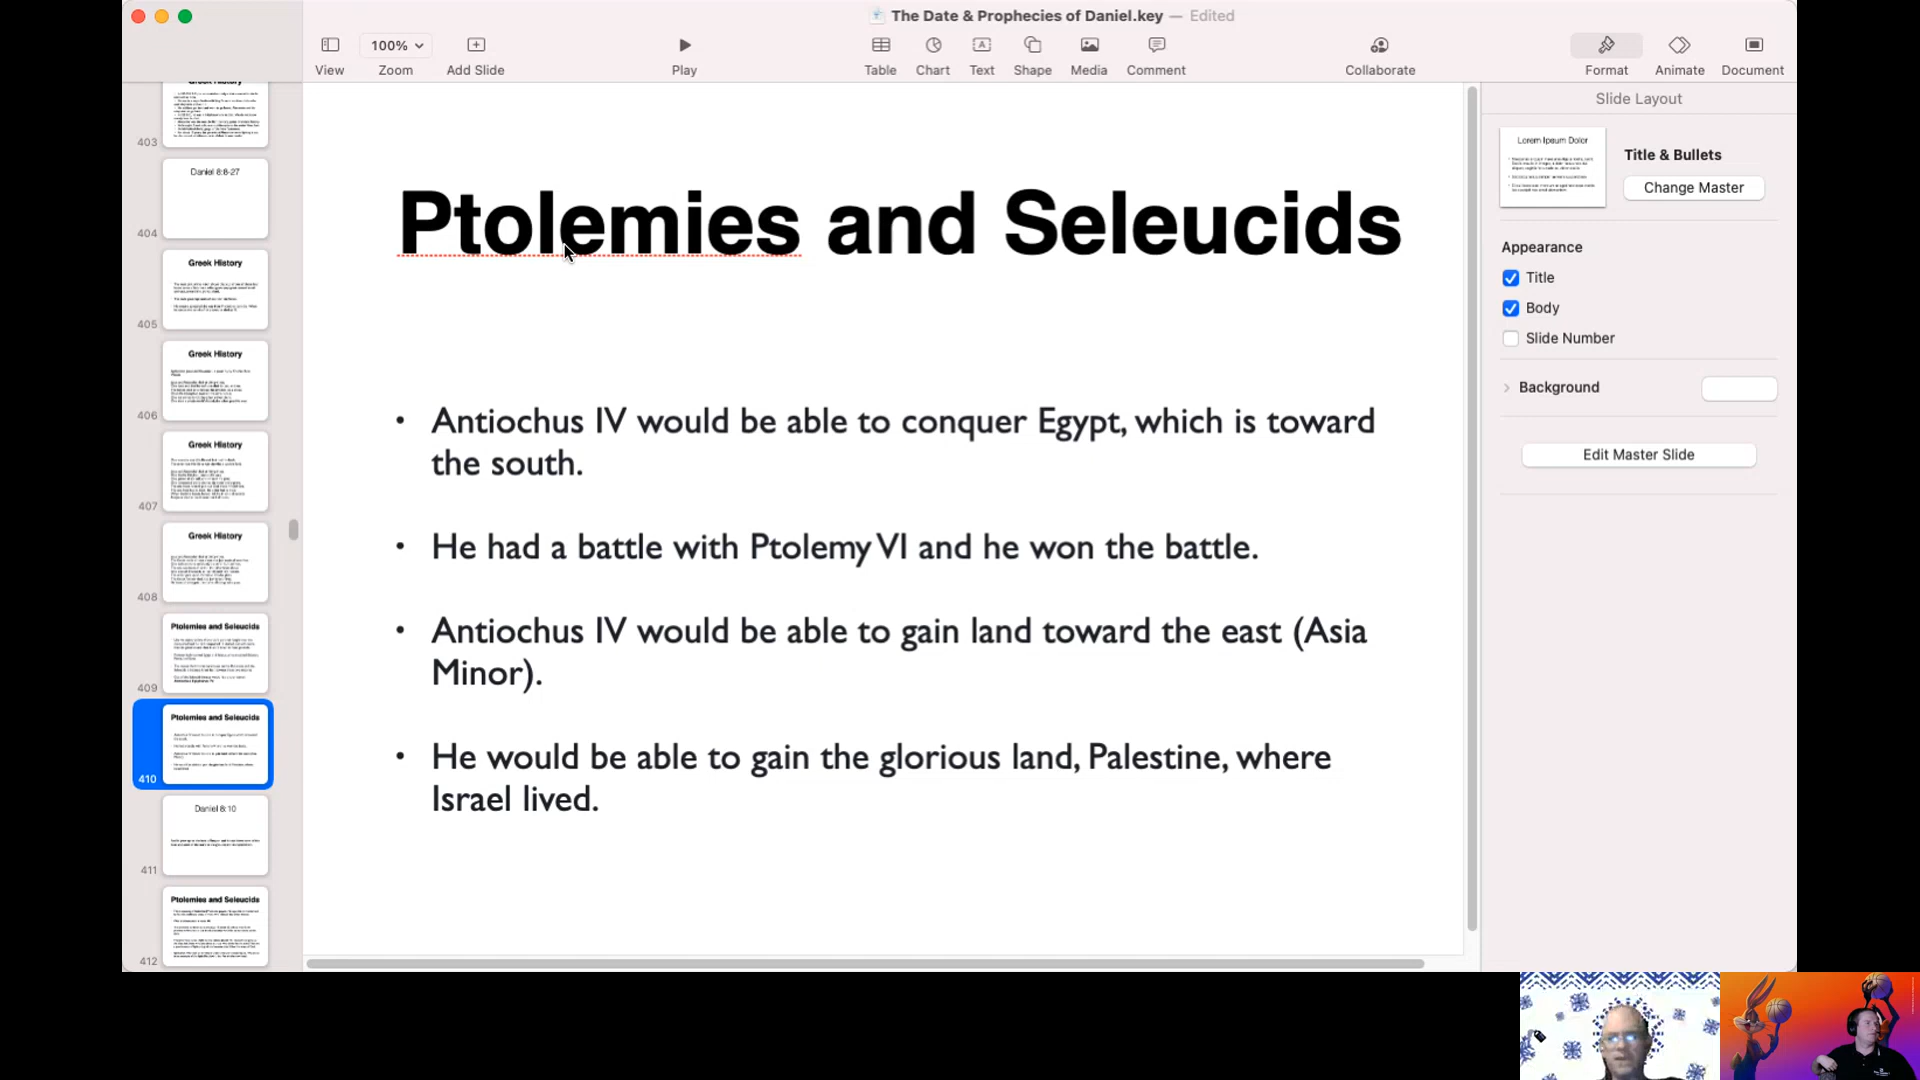 The Date & Prophecies of Daniel.key — Edited
100%
View
Zoom
Add Slide
Play
Table
Chart
Text
Shape
Media
Comment
Collaborate
Format
Animate
Document
Greek History
403
Daniel 8:8-27
404
Greek History
405
Greek History
406
Greek History
407
Greek History
408
Ptolemies and Seleucids
409
Ptolemies and Seleucids
410
Daniel 8:10
411
Ptolemies and Seleucids
412
Ptolemies and Seleucids
• Antiochus IV would be able to conquer Egypt, which is toward
the south.
• He had a battle with Ptolemy VI and he won the battle.
• Antiochus IV would be able to gain land toward the east (Asia
Minor).
• He would be able to gain the glorious land, Palestine, where
Israel lived.
Slide Layout
Lorem Ipsum Dolor
Title & Bullets
Change Master
Appearance
Title
Body
Slide Number
Background
Edit Master Slide